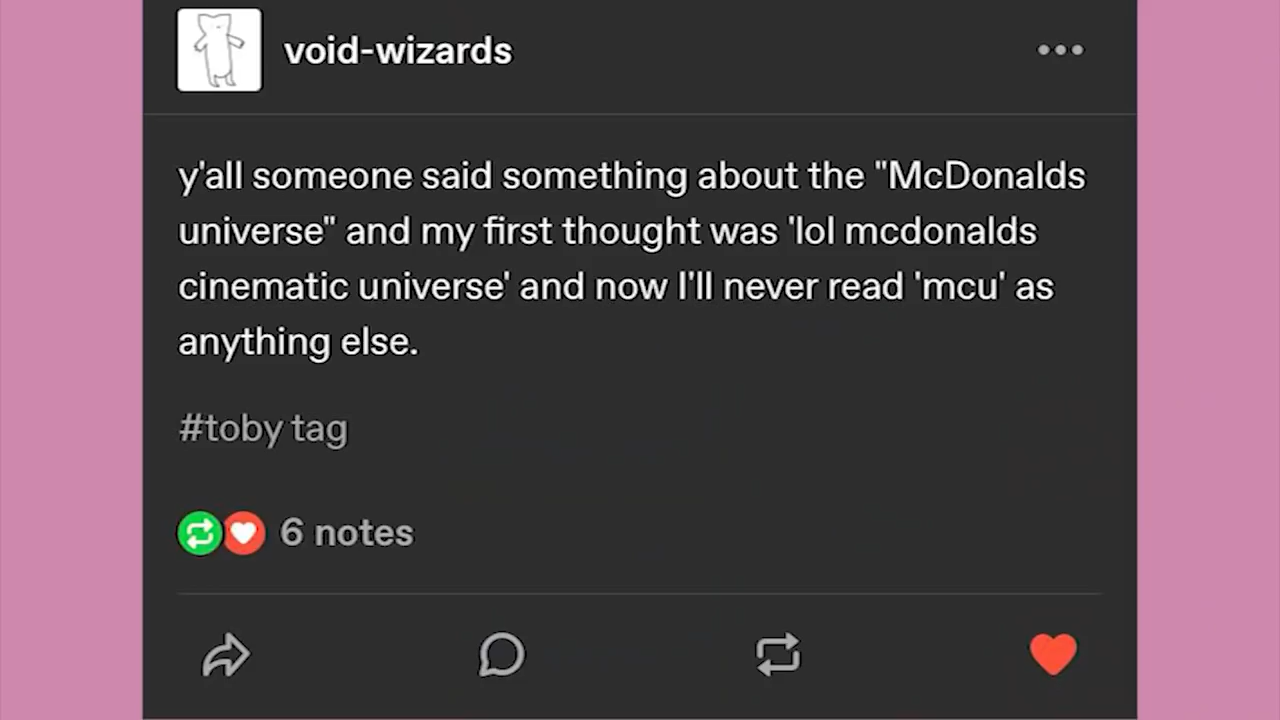 void-wizards
y'all someone said something about the "McDonalds
universe" and my first thought was 'lol mcdonalds
cinematic universe' and now I'll never read 'mcu' as
anything else.
#toby tag
6 notes